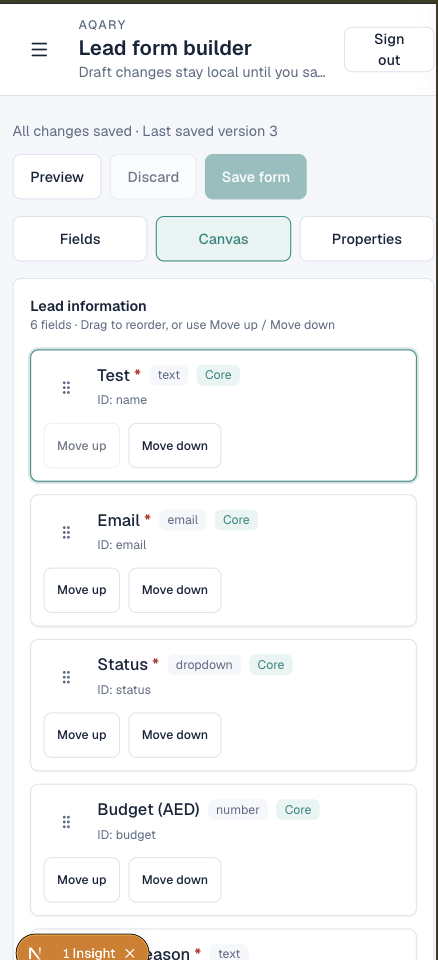 AQARY
Lead form builder
Draft changes stay local until you sa...
Sign
out
All changes saved · Last saved version 3
Preview
Discard
Save form
Fields
Canvas
Properties
Lead information
6 fields · Drag to reorder, or use Move up / Move down
Test * text Core
ID: name
Move up
Move down
Email * email Core
ID: email
Move up
Move down
Status * dropdown Core
ID: status
Move up
Move down
Budget (AED) number Core
ID: budget
Move up
Move down
eason * text
N 1 Insight ×